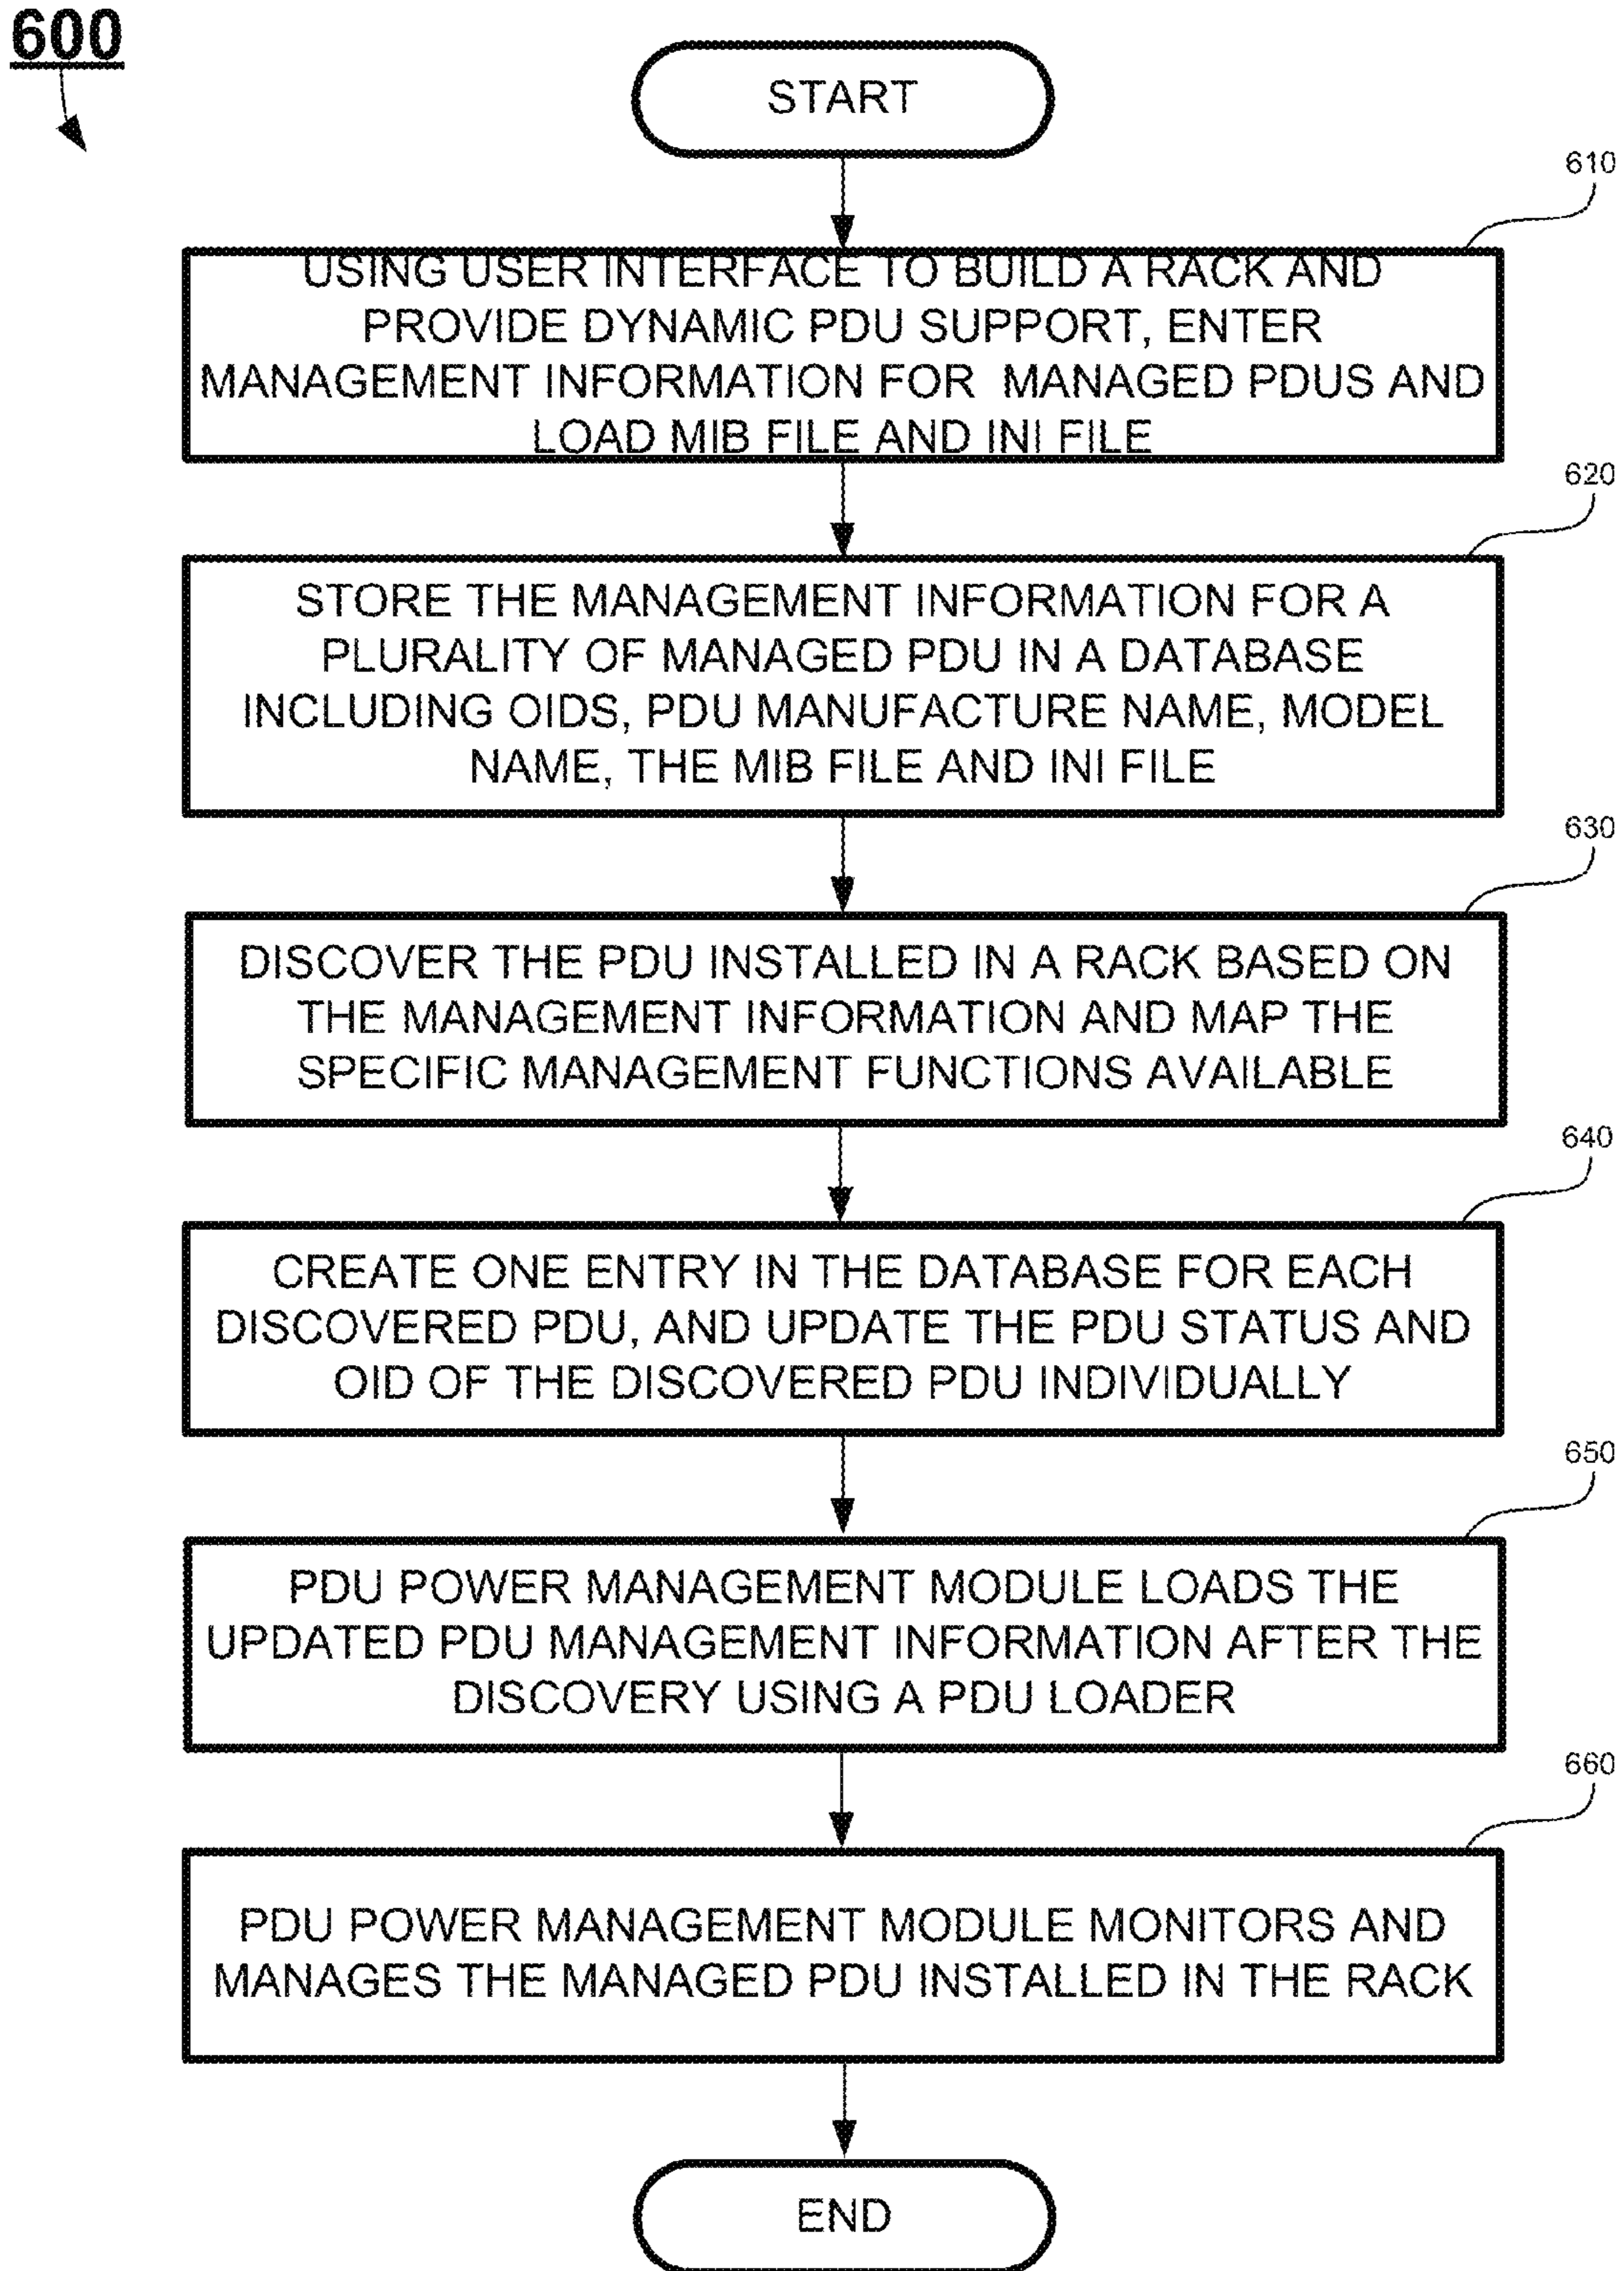 600
START
610
USING USER INTERFACE TO BUILD A RACK AND
PROVIDE DYNAMIC PDU SUPPORT, ENTER
MANAGEMENT INFORMATION FOR MANAGED PDUS AND
LOAD MIB FILE AND INI FILE
620
STORE THE MANAGEMENT INFORMATION FOR A
PLURALITY OF MANAGED PDU IN A DATABASE
INCLUDING OIDS, PDU MANUFACTURE NAME, MODEL
NAME, THE MIB FILE AND INI FILE
630
DISCOVER THE PDU INSTALLED IN A RACK BASED ON
THE MANAGEMENT INFORMATION AND MAP THE
SPECIFIC MANAGEMENT FUNCTIONS AVAILABLE
640
CREATE ONE ENTRY IN THE DATABASE FOR EACH
DISCOVERED PDU, AND UPDATE THE PDU STATUS AND
OID OF THE DISCOVERED PDU INDIVIDUALLY
650
PDU POWER MANAGEMENT MODULE LOADS THE
UPDATED PDU MANAGEMENT INFORMATION AFTER THE
DISCOVERY USING A PDU LOADER
660
PDU POWER MANAGEMENT MODULE MONITORS AND
MANAGES THE MANAGED PDU INSTALLED IN THE RACK
END